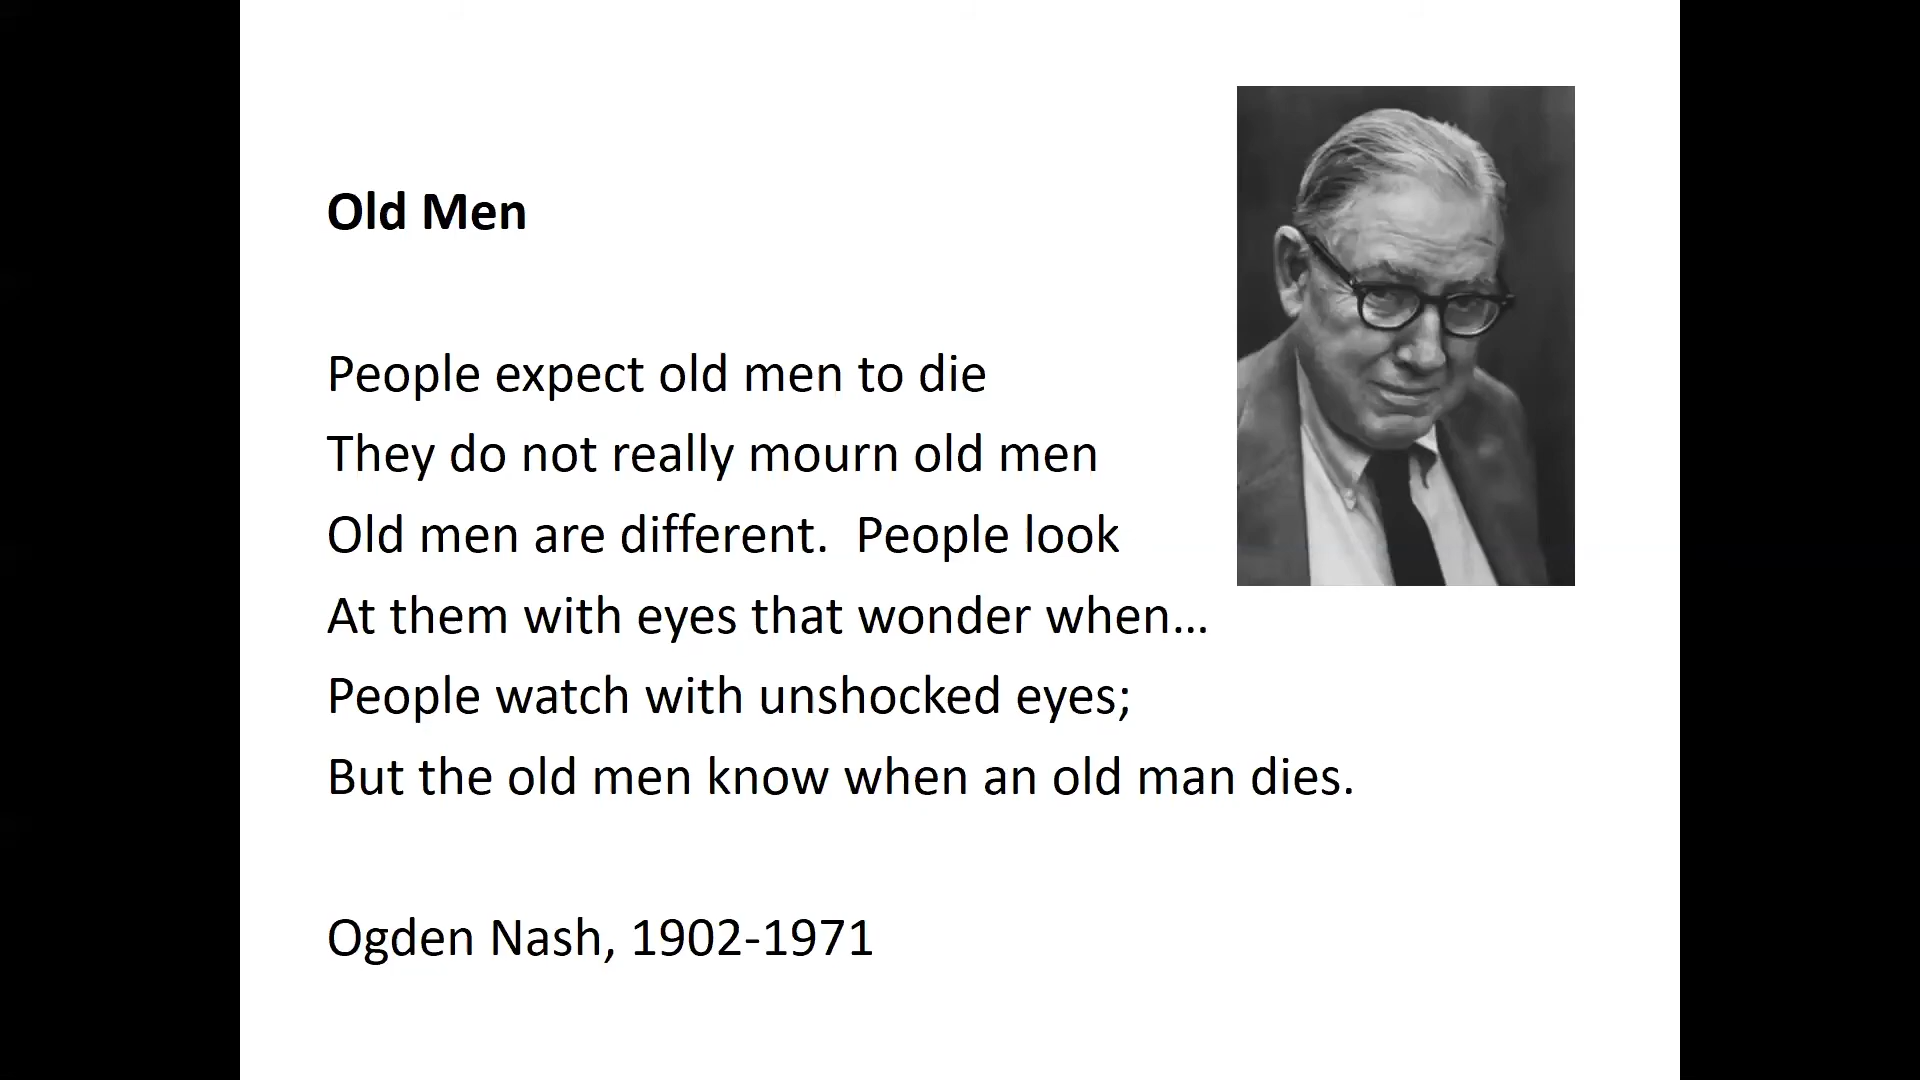 Old Men
People expect old men to die
They do not really mourn old men
Old men are different.  People look
At them with eyes that wonder when...
People watch with unshocked eyes;
But the old men know when an old man dies.
Ogden Nash, 1902-1971